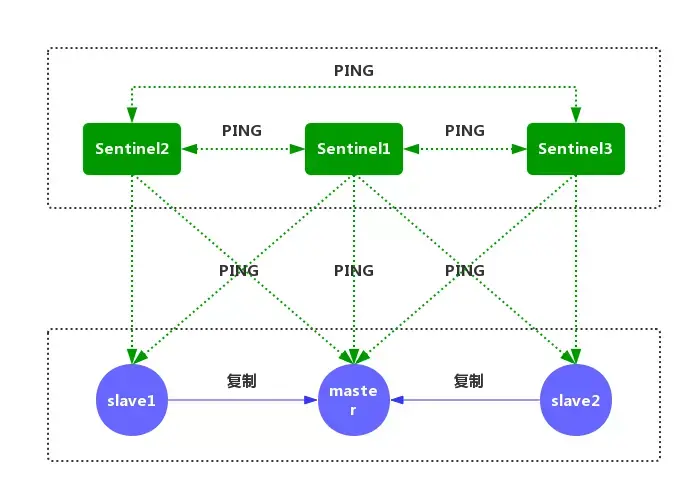 PING
PING
PING
Sentinel2
Sentinel1
Sentinel3
PING
PING
PING
复制
复制
slave1
maste
r
slave2